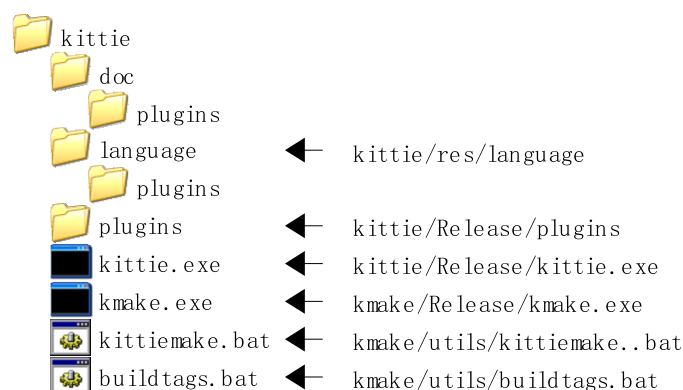 kittie
doc
plugins
language kittie/res/language
plugins
plugins kittie/Release/plugins
kittie.exe kittie/Release/kittie.exe
kmake.exe kmake/Release/kmake.exe
kittiemake.bat kmake/utils/kittiemake..bat
buildtags.bat kmake/utils/buildtags.bat